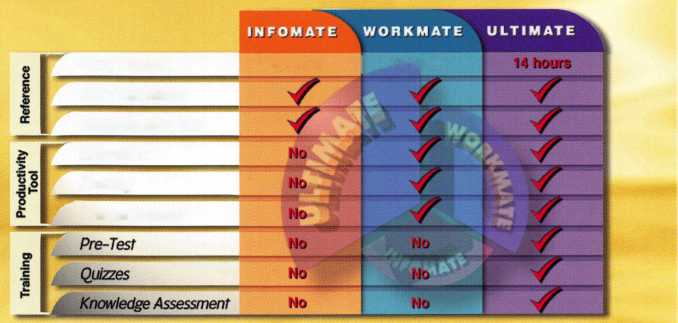 INFOMATE WORKMATE ULTIMATE
14 hours
Reference
Productivity
Tool
No
No
No
Training
Pre-Test No No
Quizzes No No
Knowledge Assessment No No
ULTIMATE
WORKMATE
INFOMATE